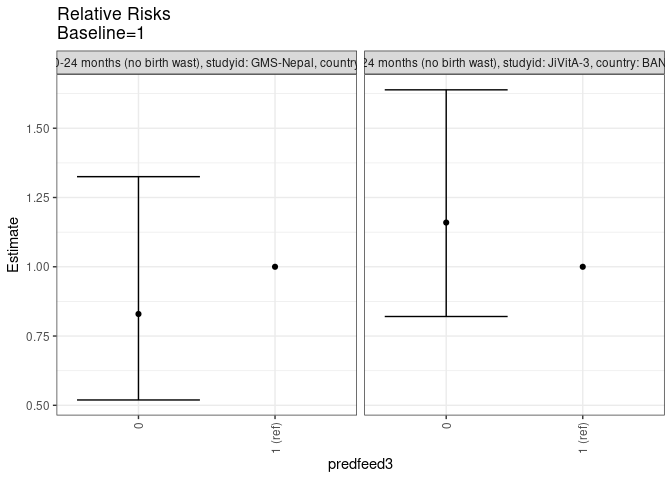 Relative Risks
Baseline=1
0-24 months (no birth wast), studyid: GMS-Nepal, country
24 months (no birth wast), studyid: JiVitA-3, country: BAN
1.50
1.25
1.00
0.75
0.50
Estimate
0
1 (ref)
0
1 (ref)
predfeed3